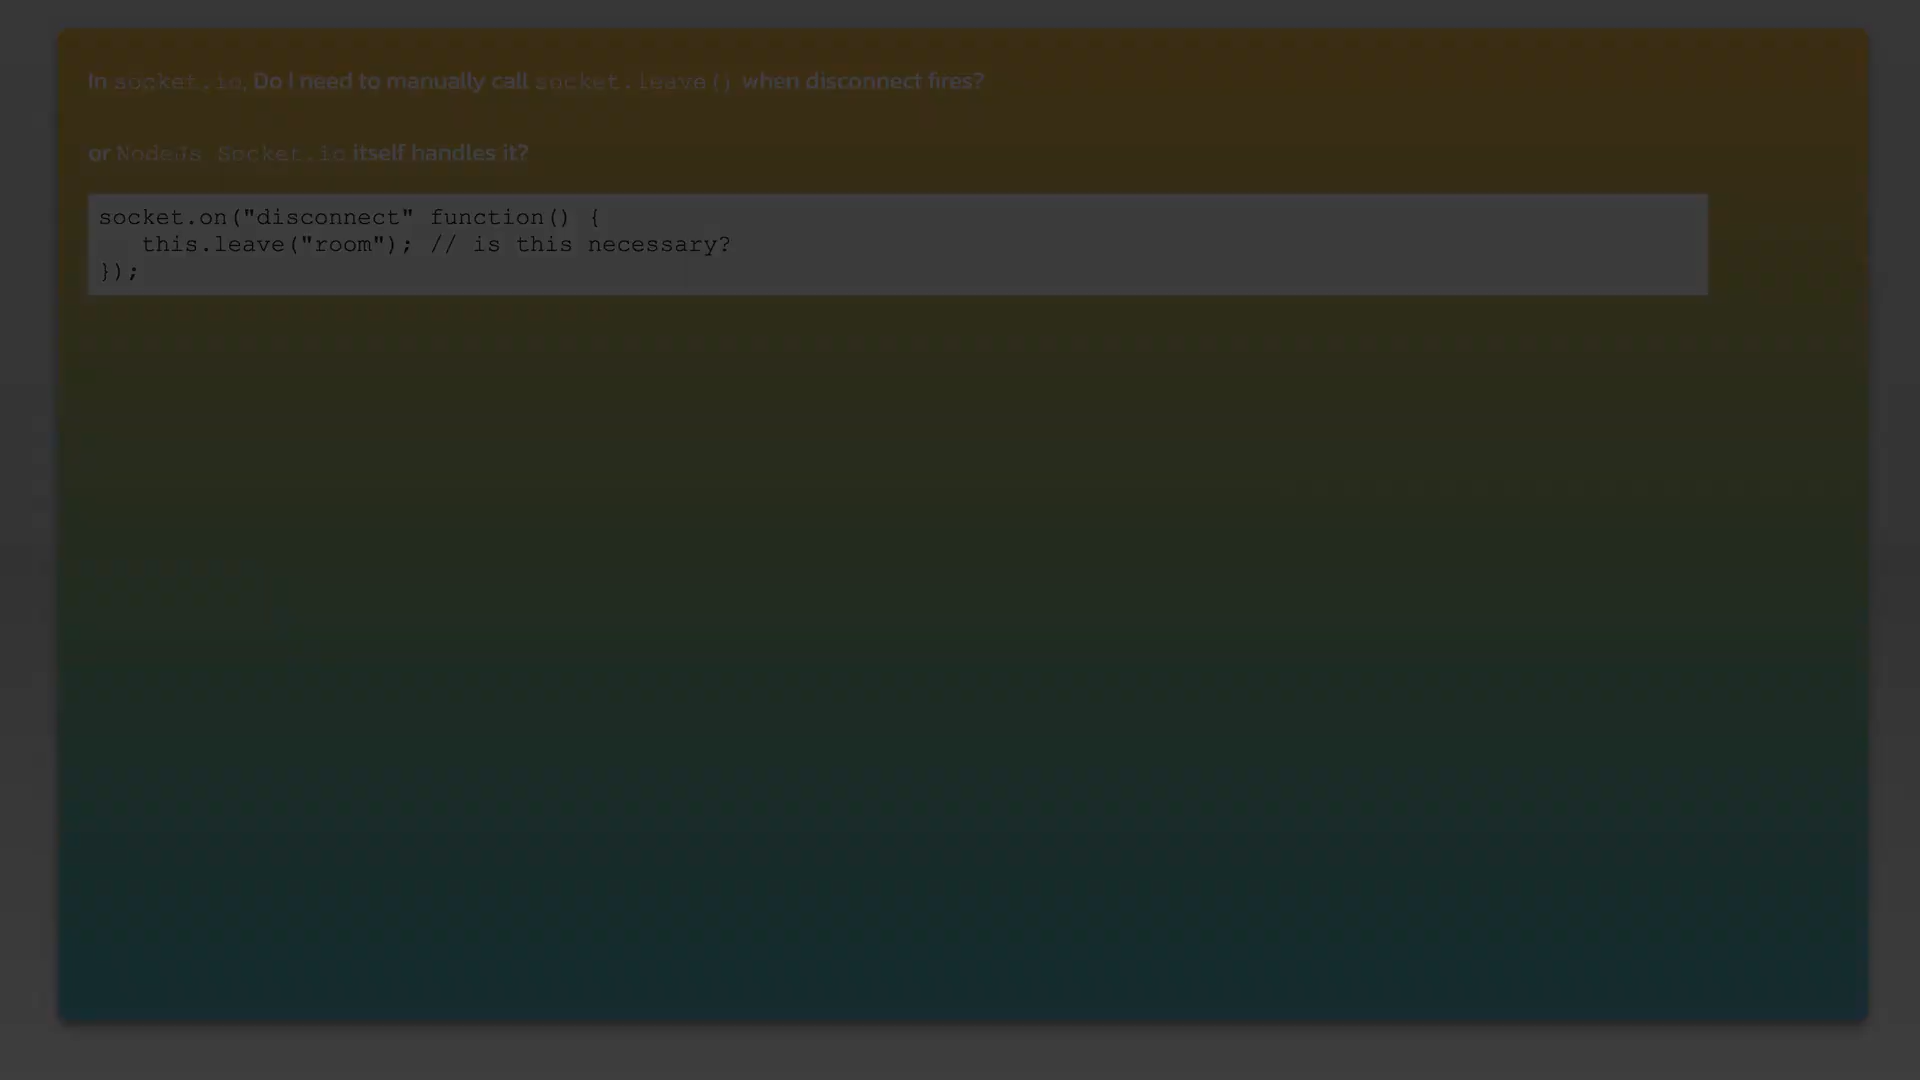 In socket.io, Do I need to manually call socket.leave() when disconnect fires?
or NodeJs Socket.io itself handles it?
socket.on("disconnect" function() {
   this.leave("room"); // is this necessary?
});